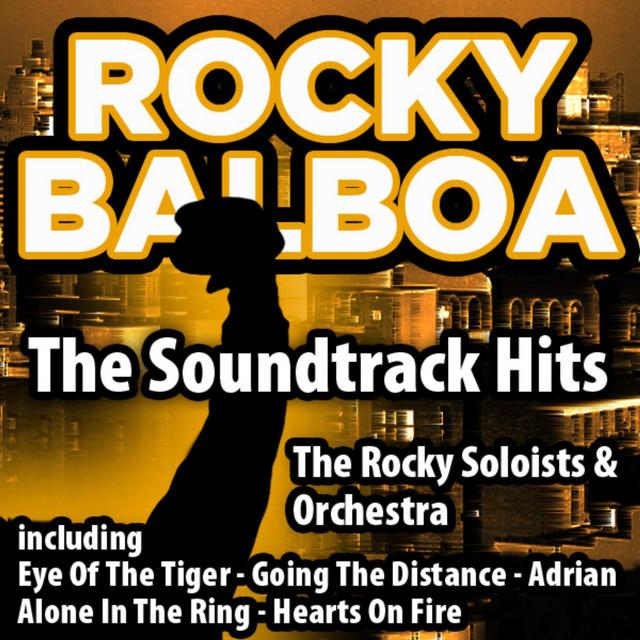 ROCKY
BALBOA
The Soundtrack Hits
The Rocky Soloists &
Orchestra
including
Eye Of The Tiger - Going The Distance - Adrian
Alone In The Ring - Hearts On Fire